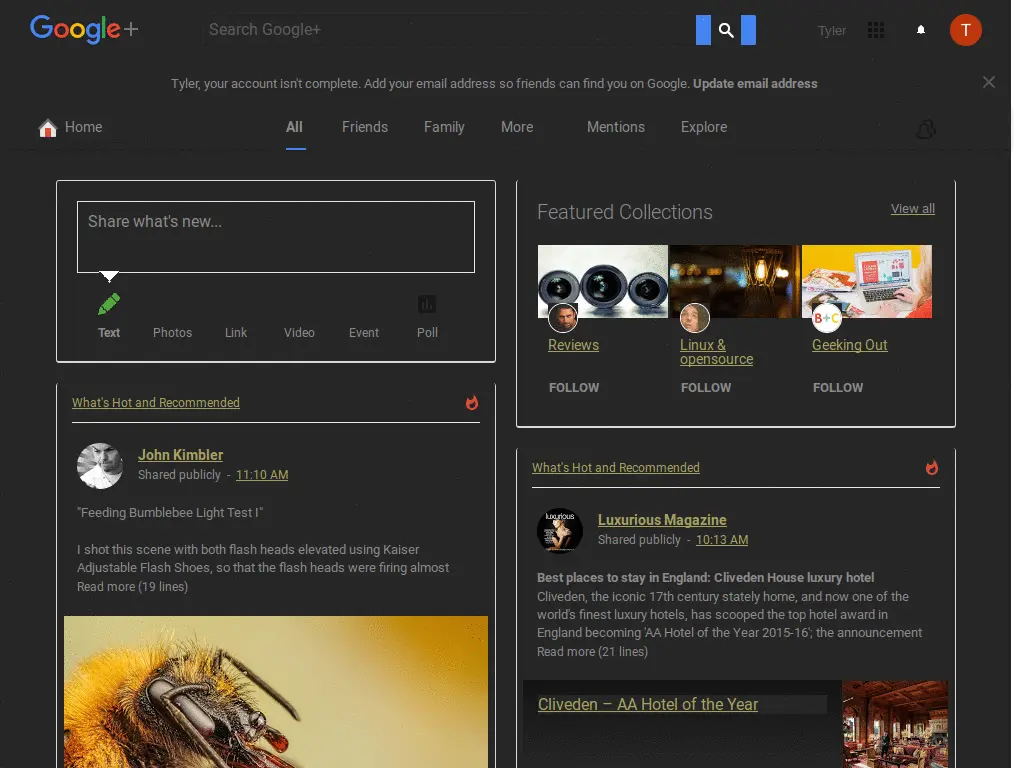 Google+
Search Google+
Tyler
T
Tyler, your account isn't complete. Add your email address so friends can find you on Google. Update email address
Home
All
Friends
Family
More
Mentions
Explore
Share what's new...
Text
Photos
Link
Video
Event
Poll
What's Hot and Recommended
John Kimbler
Shared publicly - 11:10 AM
"Feeding Bumblebee Light Test I"
I shot this scene with both flash heads elevated using Kaiser
Adjustable Flash Shoes, so that the flash heads were firing almost
Read more (19 lines)
Featured Collections
View all
B+C
Reviews
Linux &
opensource
Geeking Out
FOLLOW
FOLLOW
FOLLOW
What's Hot and Recommended
luxurious
Luxurious Magazine
Shared publicly - 10:13 AM
Best places to stay in England: Cliveden House luxury hotel
Cliveden, the iconic 17th century stately home, and now one of the
world's finest luxury hotels, has scooped the top hotel award in
England becoming 'AA Hotel of the Year 2015-16'; the announcement
Read more (21 lines)
Cliveden – AA Hotel of the Year